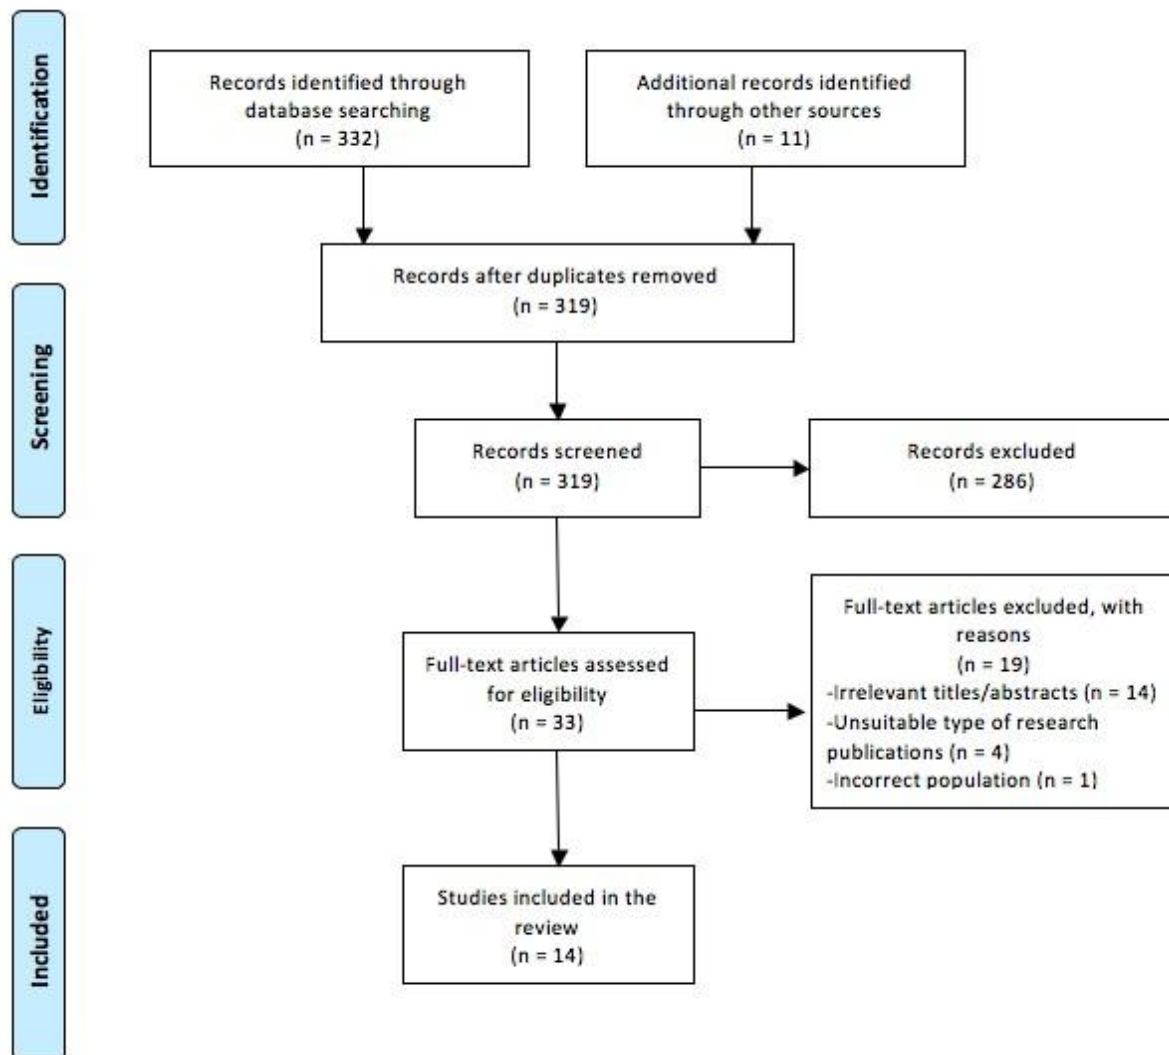 Identification
Records identified through
database searching
(n = 332)
Additional records identified
through other sources
(n = 11)
Records after duplicates removed
(n = 319)
Screening
Records screened
(n = 319)
Records excluded
(n = 286)
Eligibility
Full-text articles assessed
for eligibility
(n = 33)
Full-text articles excluded, with
reasons
(n = 19)
-Irrelevant titles/abstracts (n = 14)
-Unsuitable type of research
publications (n = 4)
-Incorrect population (n = 1)
Included
Studies included in the
review
(n = 14)